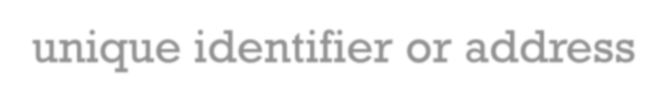 unique identifier or address